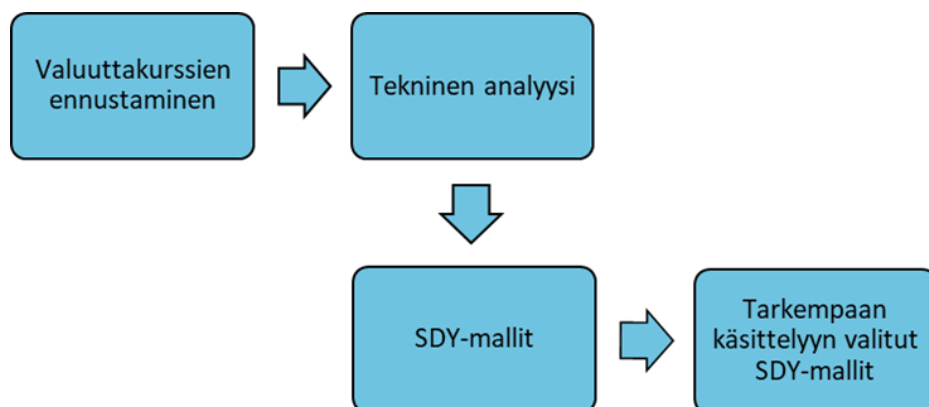 Valuuttakurssien
ennustaminen
Tekninen analyysi
SDY-mallit
Tarkempaan
käsittelyyn valitut
SDY-mallit